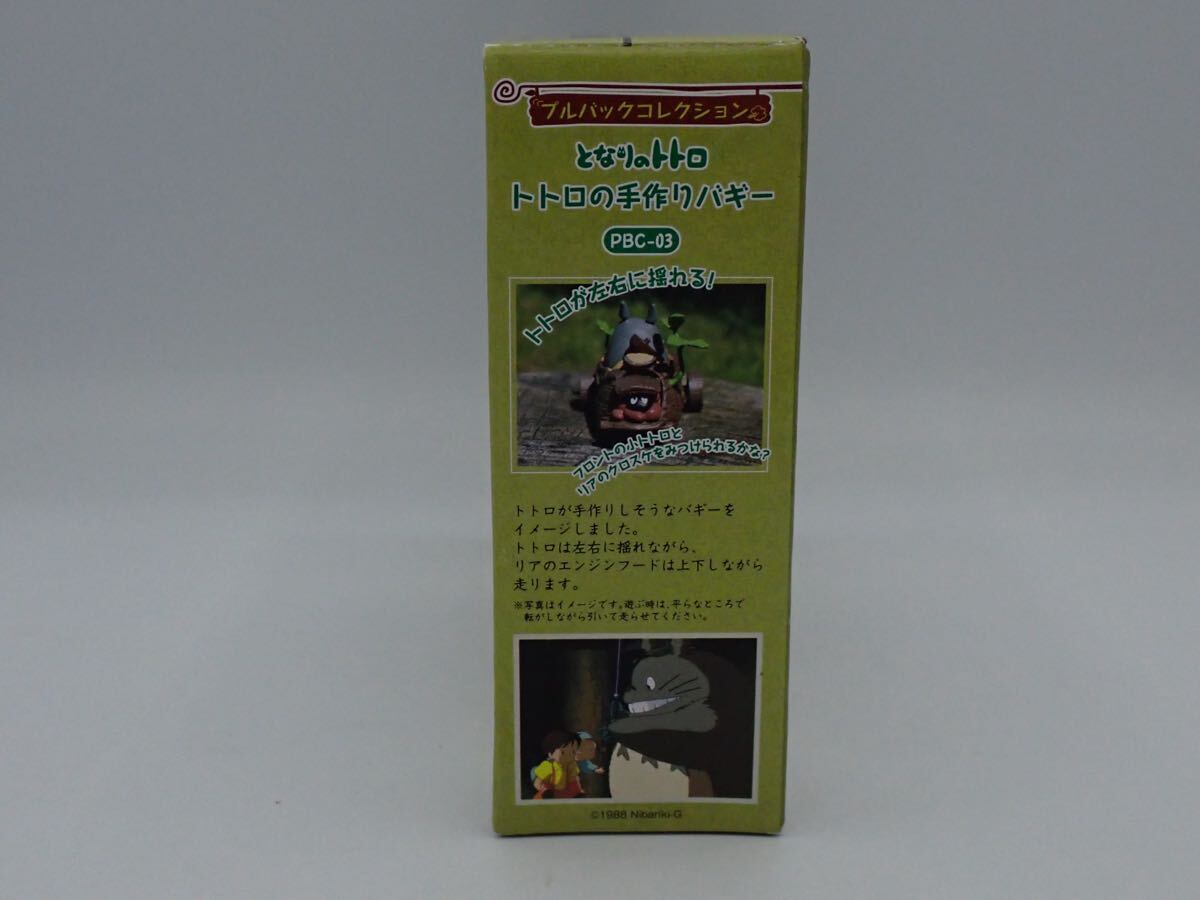 プルバックコレクション
となりのトトロ
トトロの手作りバギー
PBC-03
トトロが左右に揺れる!
フロントの小トトロと
リアのクロスケをみつけられるかな?
トトロが手作りしそうなバギーを
イメージしました。
トトロは左右に揺れながら、
リアのエンジンフードは上下しながら
走ります。
※写真はイメージです。遊ぶ時は、平らなところで
転がしながら引いて走らせてください。
©1988 Nibariki-G